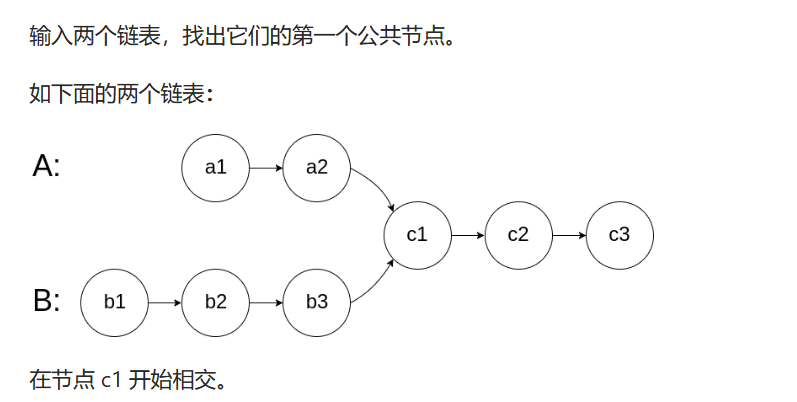 输入两个链表，找出它们的第一个公共节点。
如下面的两个链表：
A: a1 a2
c1 c2 c3
B: b1 b2 b3
在节点 c1 开始相交。